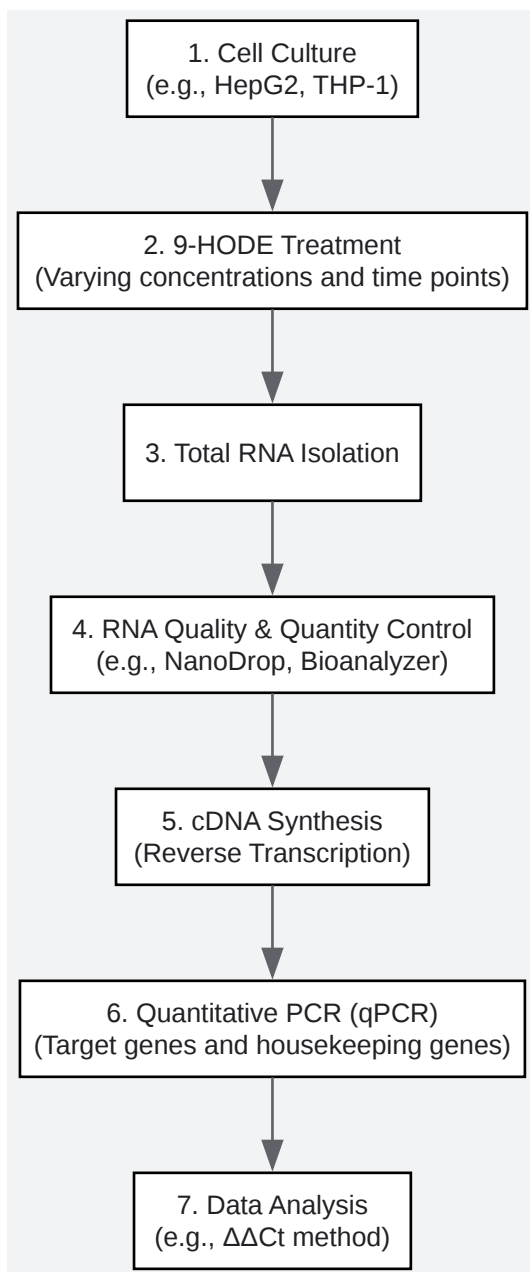 1. Cell Culture
(e.g., HepG2, THP-1)
2. 9-HODE Treatment
(Varying concentrations and time points)
3. Total RNA Isolation
4. RNA Quality & Quantity Control
(e.g., NanoDrop, Bioanalyzer)
5. cDNA Synthesis
(Reverse Transcription)
6. Quantitative PCR (qPCR)
(Target genes and housekeeping genes)
7. Data Analysis
(e.g., ΔΔCt method)